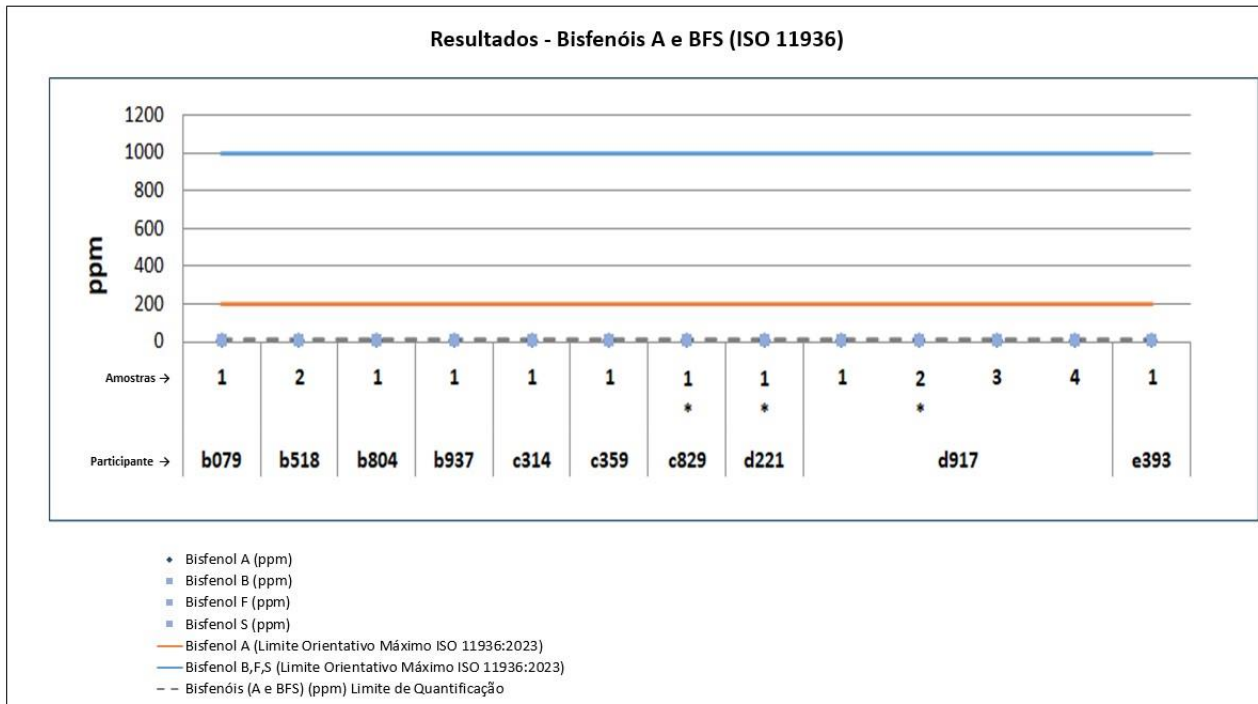 Resultados - Bisfenóis A e BFS (ISO 11936)
1200
1000
800
600
400
200
0
ppm
Amostras → 1 2 1 1 1 1 1 1 1 2 3 4 1
* * *
Participante → b079 b518 b804 b937 c314 c359 c829 d221 d917 e393
Bisfenol A (ppm)
Bisfenol B (ppm)
Bisfenol F (ppm)
Bisfenol S (ppm)
Bisfenol A (Limite Orientativo Máximo ISO 11936:2023)
Bisfenol B,F,S (Limite Orientativo Máximo ISO 11936:2023)
Bisfenóis (A e BFS) (ppm) Limite de Quantificação